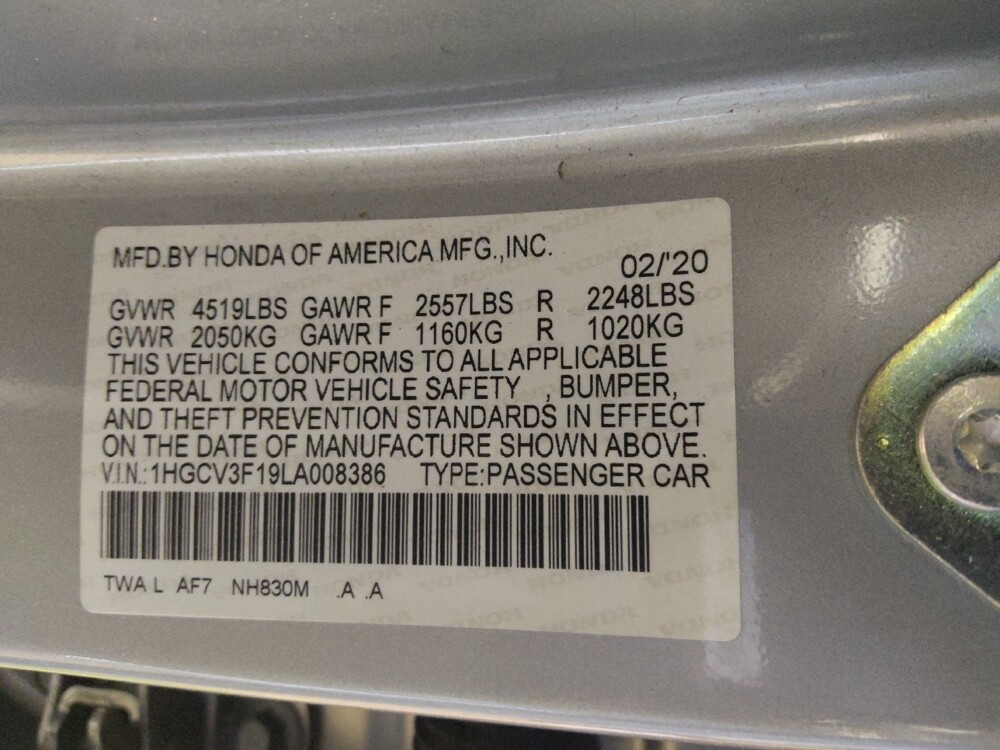 MFD.BY HONDA OF AMERICA MFG.,INC.
02/'20
GVWR 4519LBS GAWR F 2557LBS R 2248LBS
GVWR 2050KG GAWR F 1160KG R 1020KG
THIS VEHICLE CONFORMS TO ALL APPLICABLE
FEDERAL MOTOR VEHICLE SAFETY , BUMPER,
AND THEFT PREVENTION STANDARDS IN EFFECT
ON THE DATE OF MANUFACTURE SHOWN ABOVE.
V.I.N.:1HGCV3F19LA008386 TYPE:PASSENGER CAR
TWA L AF7 NH830M .A .A